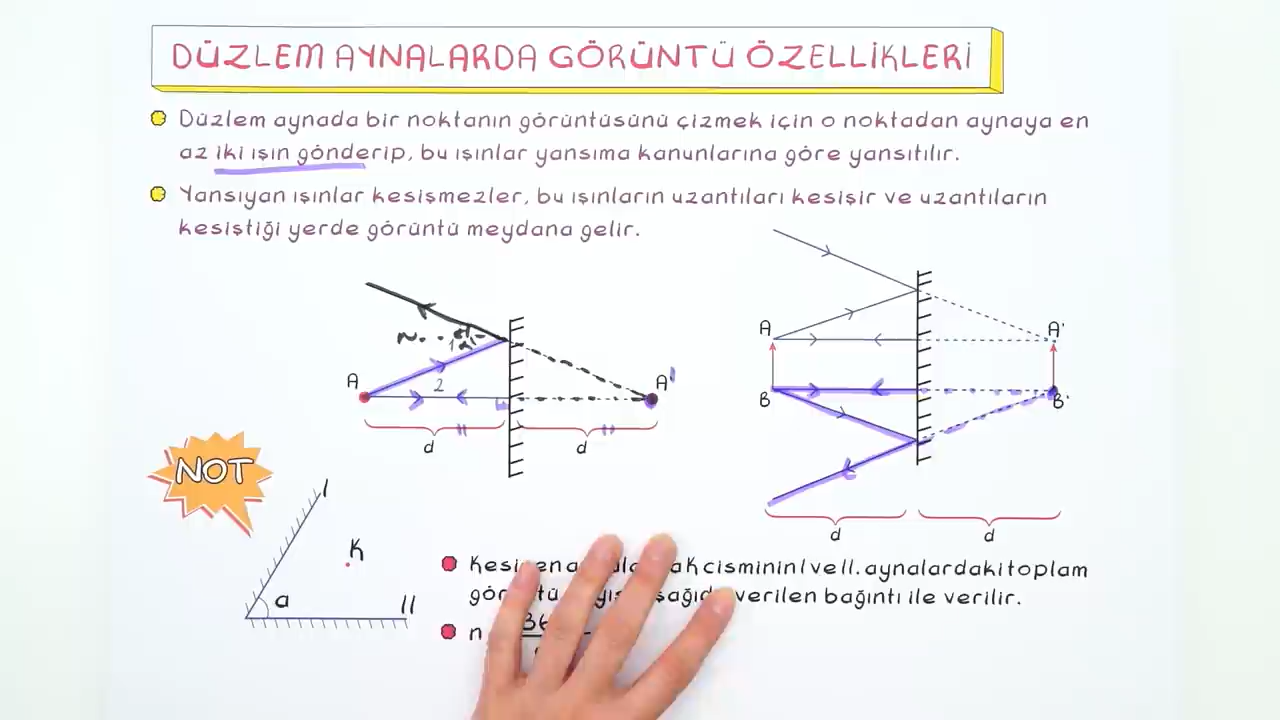 DÜZLEM AYNALARDA GÖRÜNTÜ ÖZELLİKLERİ
Düzlem aynada bir noktanın görüntüsünü çizmek için o noktadan aynaya en
az iki ışın gönderip, bu ışınlar yansıma kanunlarına göre yansıtılır.
Yansıyan ışınlar kesişmezler, bu ışınların uzantıları kesişir ve uzantıların
kesiştiği yerde görüntü meydana gelir.
N
1
2
A
A'
d
d
A
A'
B
B'
d
d
NOT
I
K
a
II
K cisminin I ve II. aynalardaki toplam
verilen bağıntı ile verilir.
n